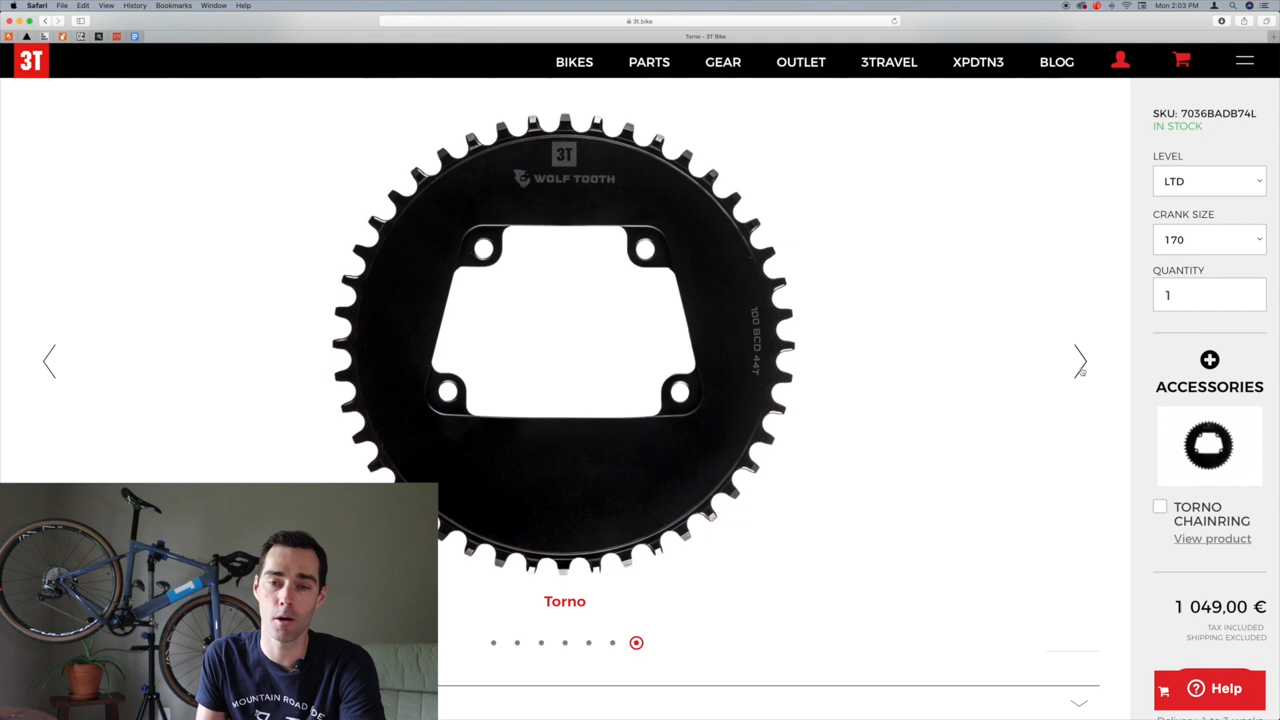 Safari File Edit View History Bookmarks Window Help
Mon 2:03 PM
3t.bike
Torno - 3T Bike
3T
BIKES PARTS GEAR OUTLET 3TRAVEL XPDTN3 BLOG
3T
WOLF TOOTH
100 BCD 44T
Torno
SKU: 7036BADB74L
IN STOCK
LEVEL
LTD
CRANK SIZE
170
QUANTITY
1
ACCESSORIES
TORNO
CHAINRING
View product
1 049,00 €
TAX INCLUDED
SHIPPING EXCLUDED
Help
MOUNTAIN ROAD